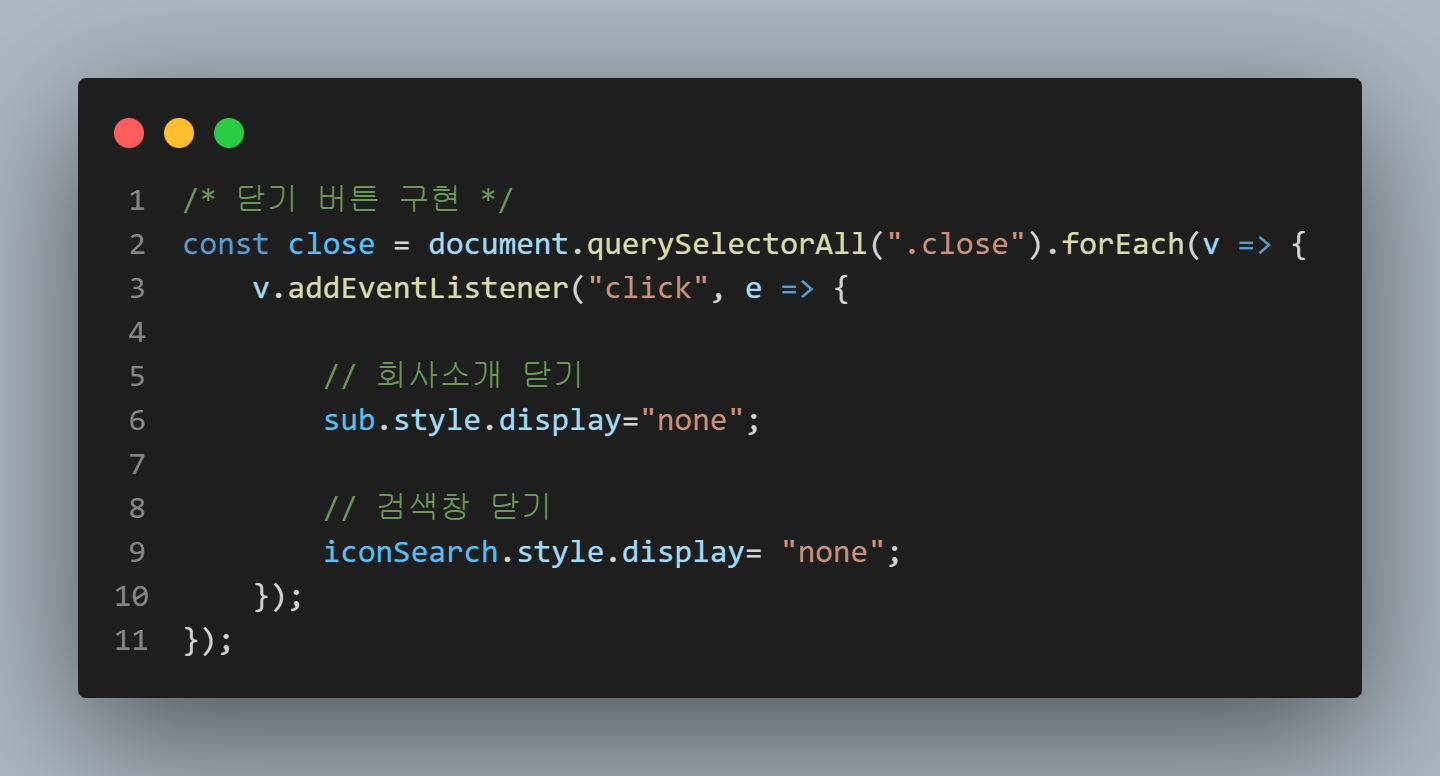 1 /* 닫기 버튼 구현 */
2 const close = document.querySelectorAll(".close").forEach(v => {
3     v.addEventListener("click", e => {
4
5         // 회사소개 닫기
6         sub.style.display="none";
7
8         // 검색창 닫기
9         iconSearch.style.display= "none";
10     });
11 });